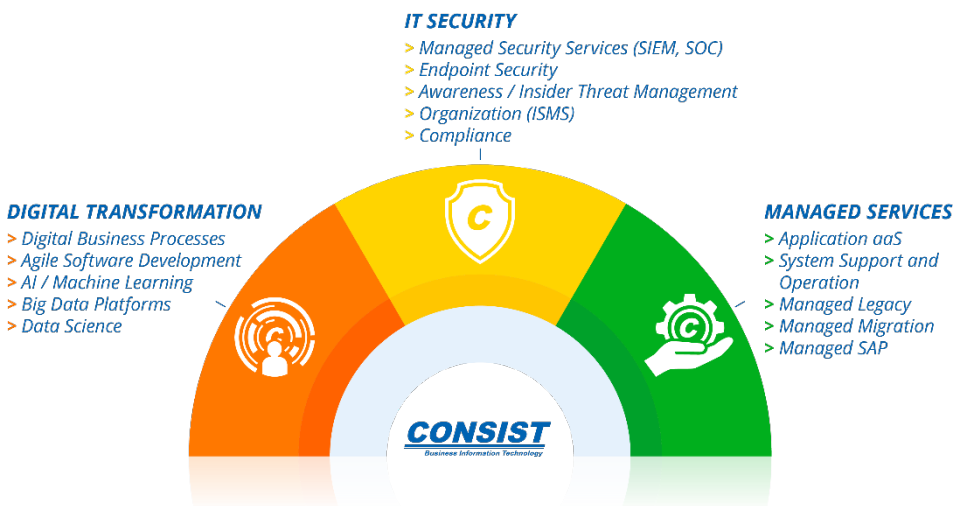 IT SECURITY
> Managed Security Services (SIEM, SOC)
> Endpoint Security
> Awareness / Insider Threat Management
> Organization (ISMS)
> Compliance
DIGITAL TRANSFORMATION
> Digital Business Processes
> Agile Software Development
> AI / Machine Learning
> Big Data Platforms
> Data Science
MANAGED SERVICES
> Application aaS
> System Support and
Operation
> Managed Legacy
> Managed Migration
> Managed SAP
C
C
C
CONSIST
Business Information Technology